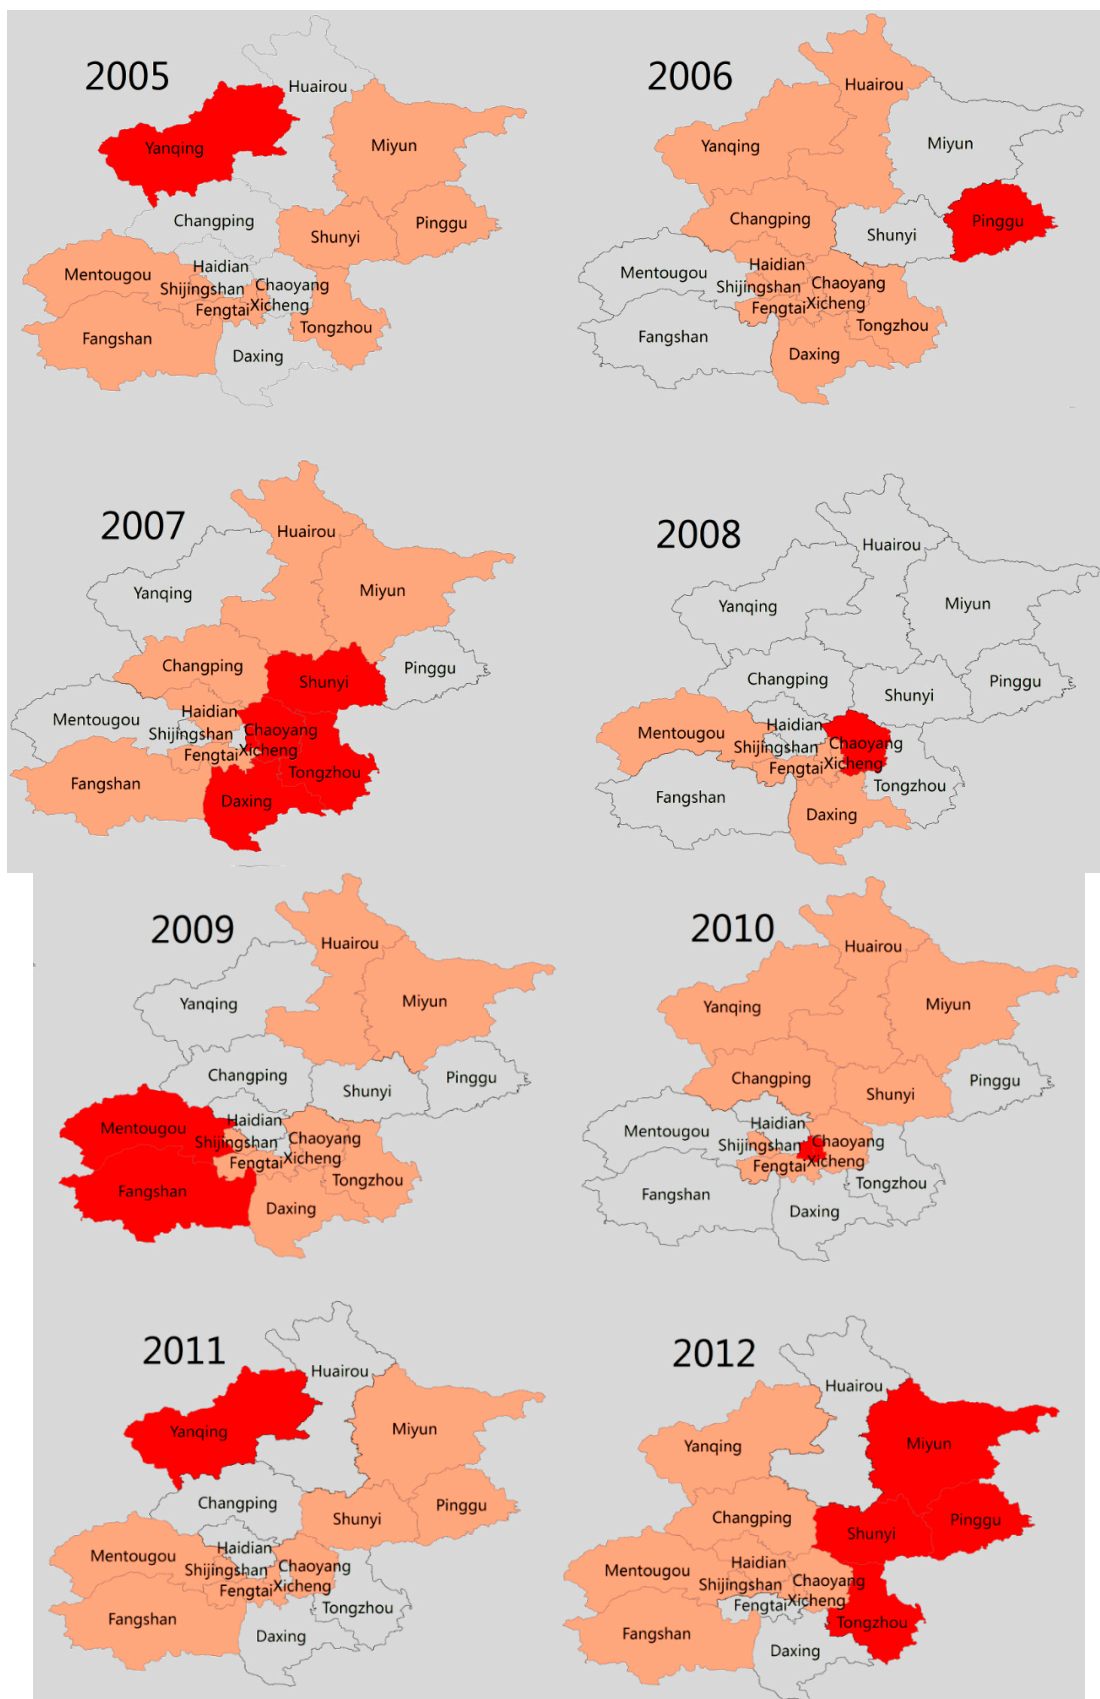 2005
Huairou
Yanqing
Miyun
Changping
Shunyi
Pinggu
Mentougou
Haidian
Shijingshan
Chaoyang
Fengtai
Xicheng
Fangshan
Tongzhou
Daxing
2006
Huairou
Yanqing
Miyun
Changping
Shunyi
Pinggu
Mentougou
Haidian
Shijingshan
Chaoyang
Fengtai
Xicheng
Fangshan
Tongzhou
Daxing
2007
Huairou
Yanqing
Miyun
Changping
Shunyi
Pinggu
Mentougou
Haidian
Shijingshan
Chaoyang
Fengtai
Xicheng
Fangshan
Tongzhou
Daxing
2008
Huairou
Yanqing
Miyun
Changping
Shunyi
Pinggu
Mentougou
Haidian
Shijingshan
Chaoyang
Fengtai
Xicheng
Fangshan
Tongzhou
Daxing
2009
Huairou
Yanqing
Miyun
Changping
Shunyi
Pinggu
Mentougou
Haidian
Shijingshan
Chaoyang
Fengtai
Xicheng
Fangshan
Tongzhou
Daxing
2010
Huairou
Yanqing
Miyun
Changping
Shunyi
Pinggu
Mentougou
Haidian
Shijingshan
Chaoyang
Fengtai
Xicheng
Fangshan
Tongzhou
Daxing
2011
Huairou
Yanqing
Miyun
Changping
Shunyi
Pinggu
Mentougou
Haidian
Shijingshan
Chaoyang
Fengtai
Xicheng
Fangshan
Tongzhou
Daxing
2012
Huairou
Yanqing
Miyun
Changping
Shunyi
Pinggu
Mentougou
Haidian
Shijingshan
Chaoyang
Fengtai
Xicheng
Fangshan
Tongzhou
Daxing